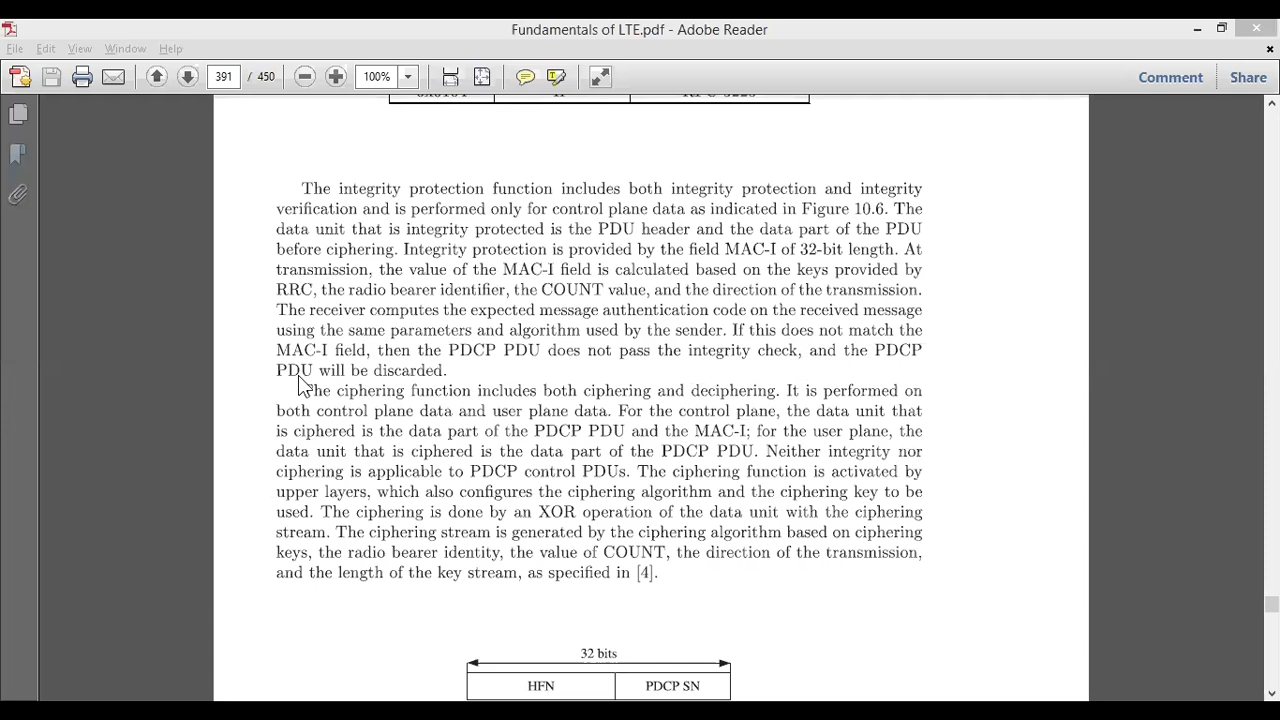 Fundamentals of LTE.pdf - Adobe Reader
File Edit View Window Help
391 / 450 100% Comment Share
The integrity protection function includes both integrity protection and integrity
verification and is performed only for control plane data as indicated in Figure 10.6. The
data unit that is integrity protected is the PDU header and the data part of the PDU
before ciphering. Integrity protection is provided by the field MAC-I of 32-bit length. At
transmission, the value of the MAC-I field is calculated based on the keys provided by
RRC, the radio bearer identifier, the COUNT value, and the direction of the transmission.
The receiver computes the expected message authentication code on the received message
using the same parameters and algorithm used by the sender. If this does not match the
MAC-I field, then the PDCP PDU does not pass the integrity check, and the PDCP
PDU will be discarded.
The ciphering function includes both ciphering and deciphering. It is performed on
both control plane data and user plane data. For the control plane, the data unit that
is ciphered is the data part of the PDCP PDU and the MAC-I; for the user plane, the
data unit that is ciphered is the data part of the PDCP PDU. Neither integrity nor
ciphering is applicable to PDCP control PDUs. The ciphering function is activated by
upper layers, which also configures the ciphering algorithm and the ciphering key to be
used. The ciphering is done by an XOR operation of the data unit with the ciphering
stream. The ciphering stream is generated by the ciphering algorithm based on ciphering
keys, the radio bearer identity, the value of COUNT, the direction of the transmission,
and the length of the key stream, as specified in [4].
32 bits
HFN PDCP SN